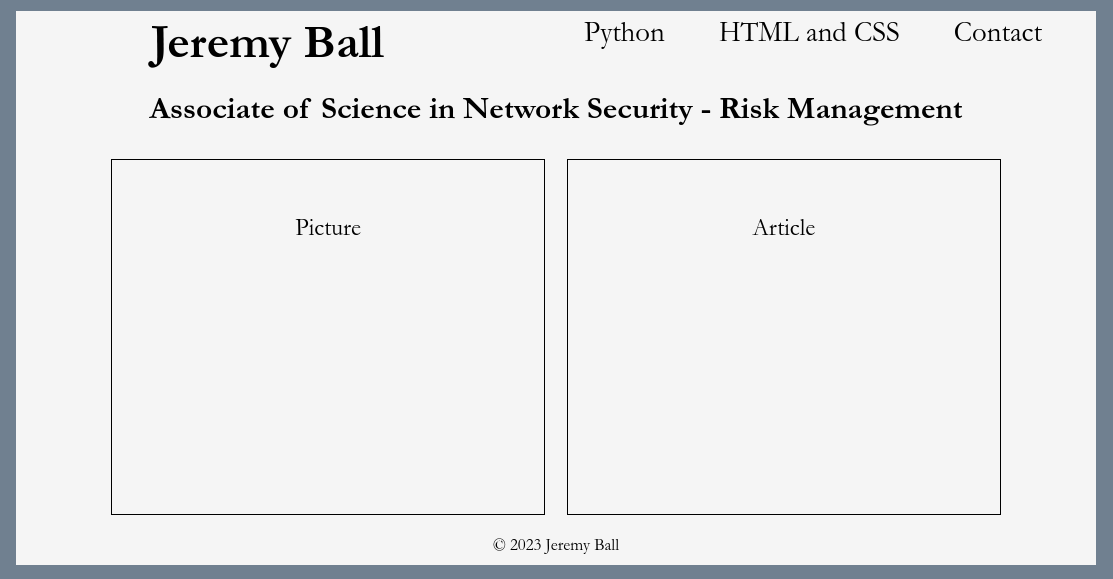 Jeremy Ball
Python HTML and CSS Contact
Associate of Science in Network Security - Risk Management
Picture
Article
© 2023 Jeremy Ball